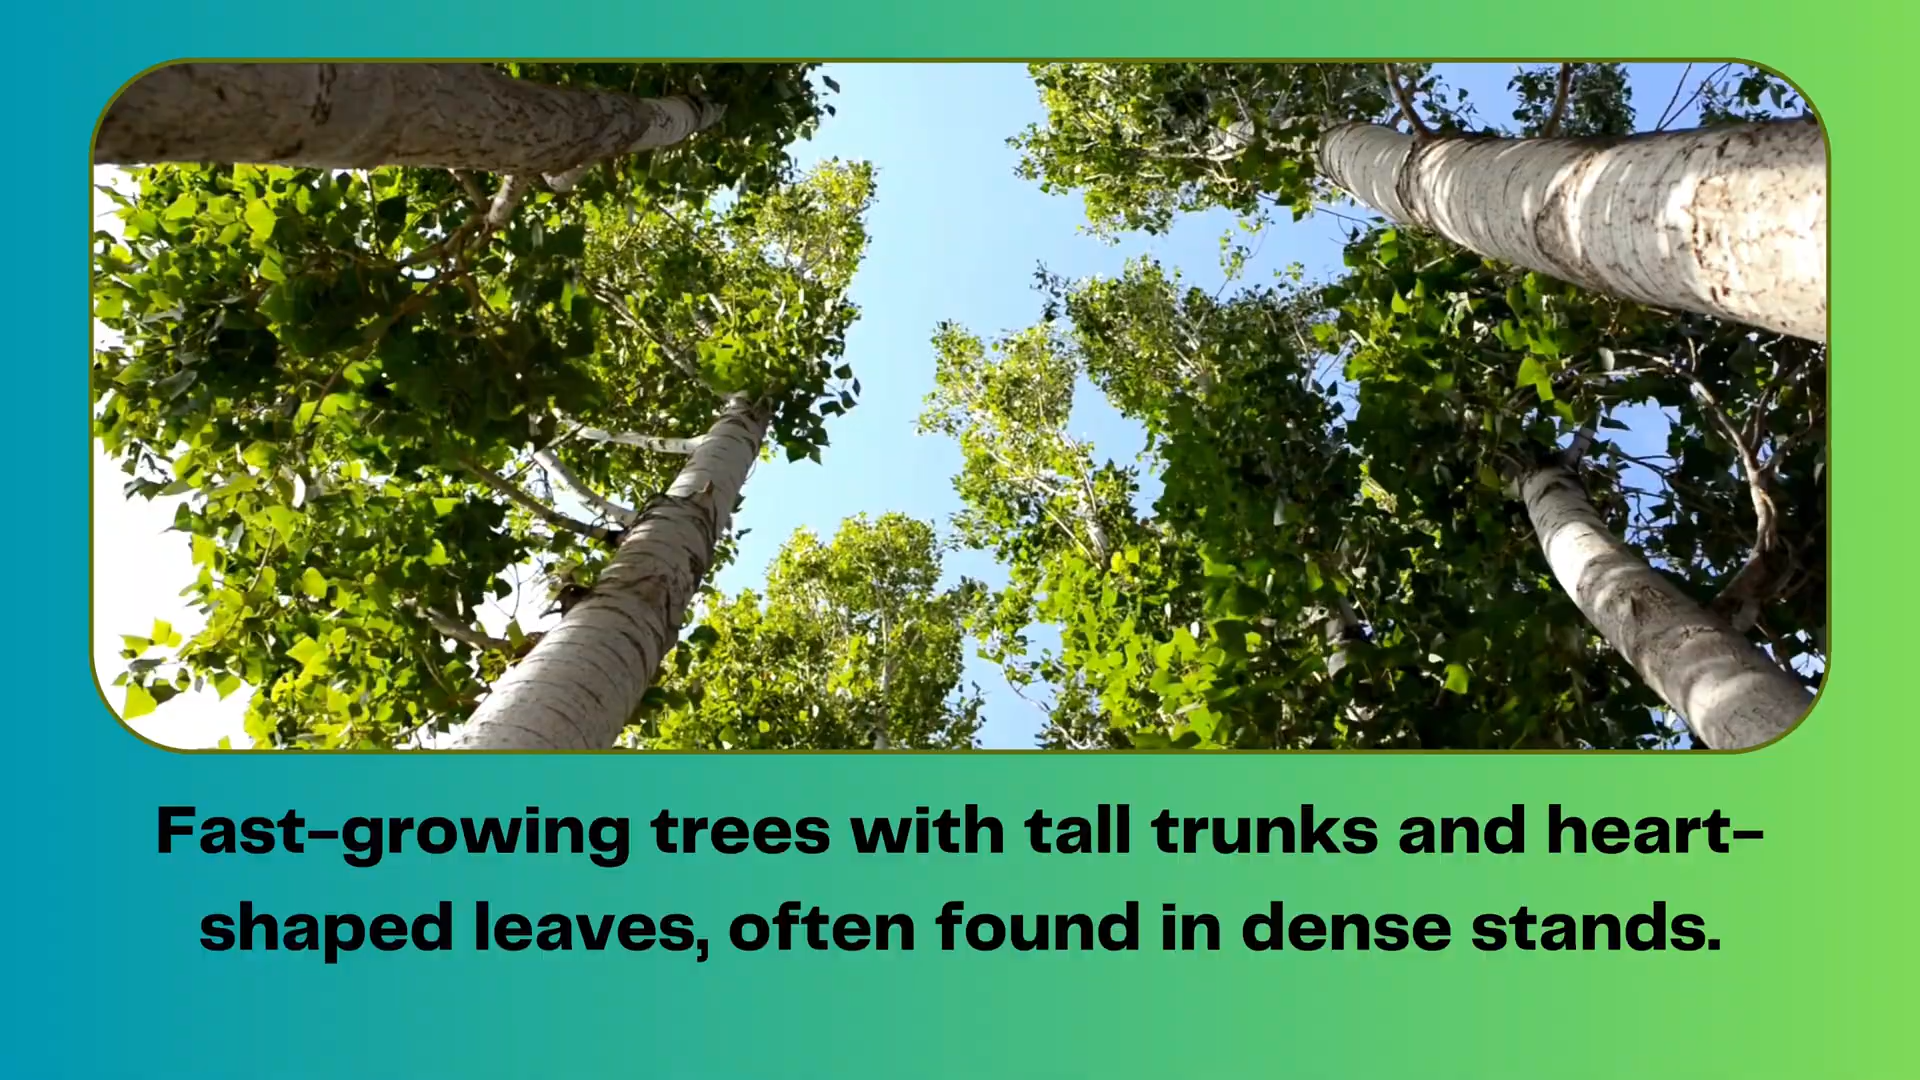 Fast-growing trees with tall trunks and heart-
shaped leaves, often found in dense stands.